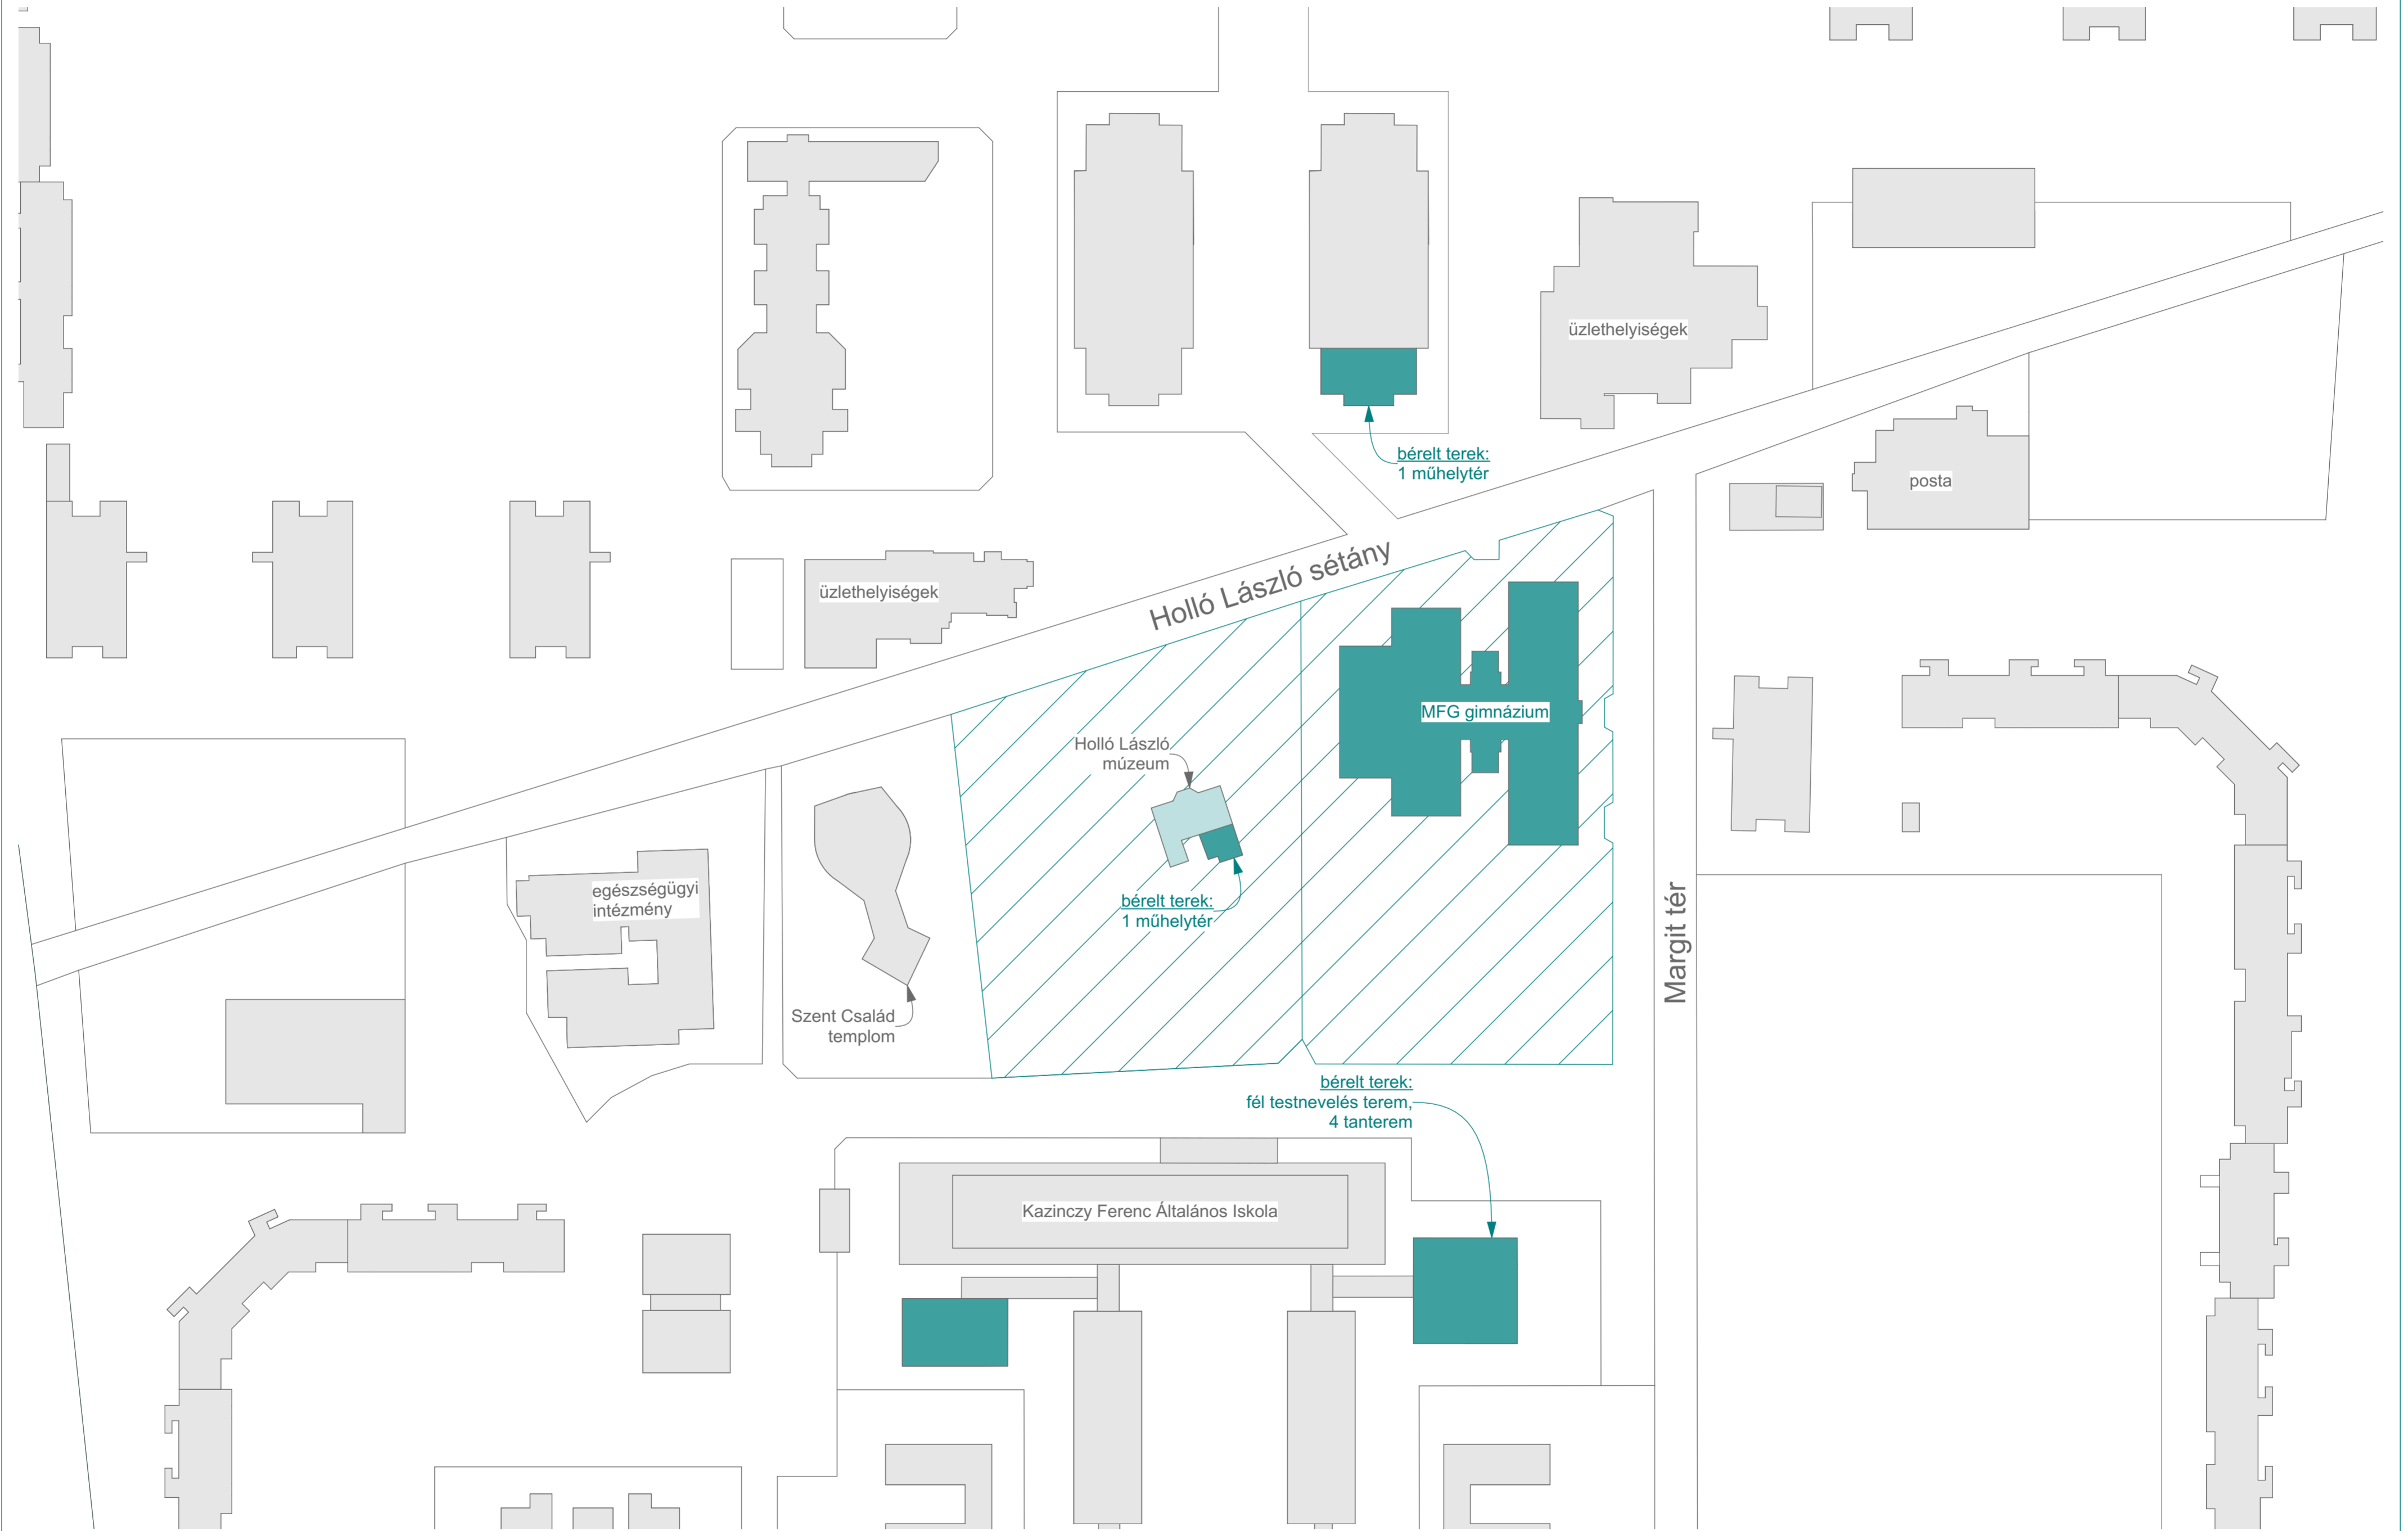 üzlethelyiségek
bérelt terek:
1 műhelytér
posta
Holló László sétány
üzlethelyiségek
MFG gimnázium
Holló László
múzeum
egészségügyi
intézmény
bérelt terek:
1 műhelytér
Margit tér
Szent Család
templom
bérelt terek:
fél testnevelés terem,
4 tanterem
Kazinczy Ferenc Általános Iskola